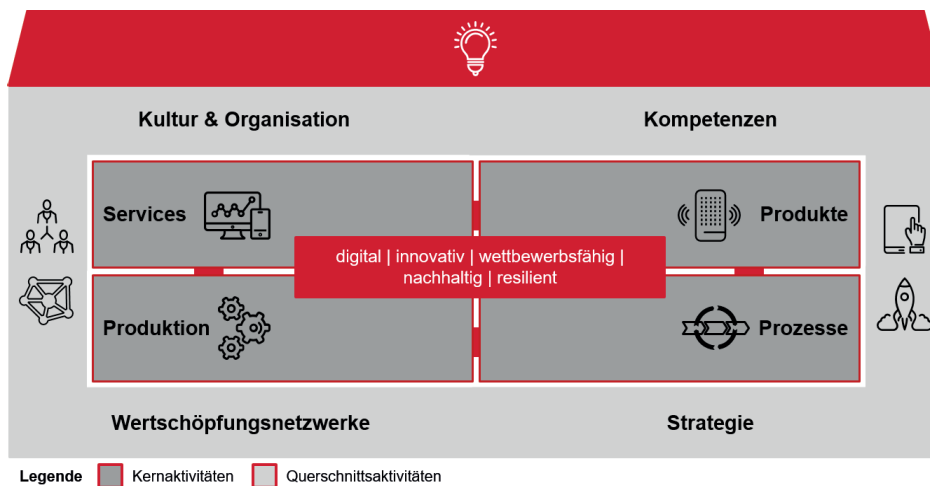 Kultur & Organisation
Kompetenzen
Services
Produkte
digital | innovativ | wettbewerbsfähig |
nachhaltig | resilient
Produktion
Prozesse
Wertschöpfungsnetzwerke
Strategie
Legende
Kernaktivitäten
Querschnittsaktivitäten